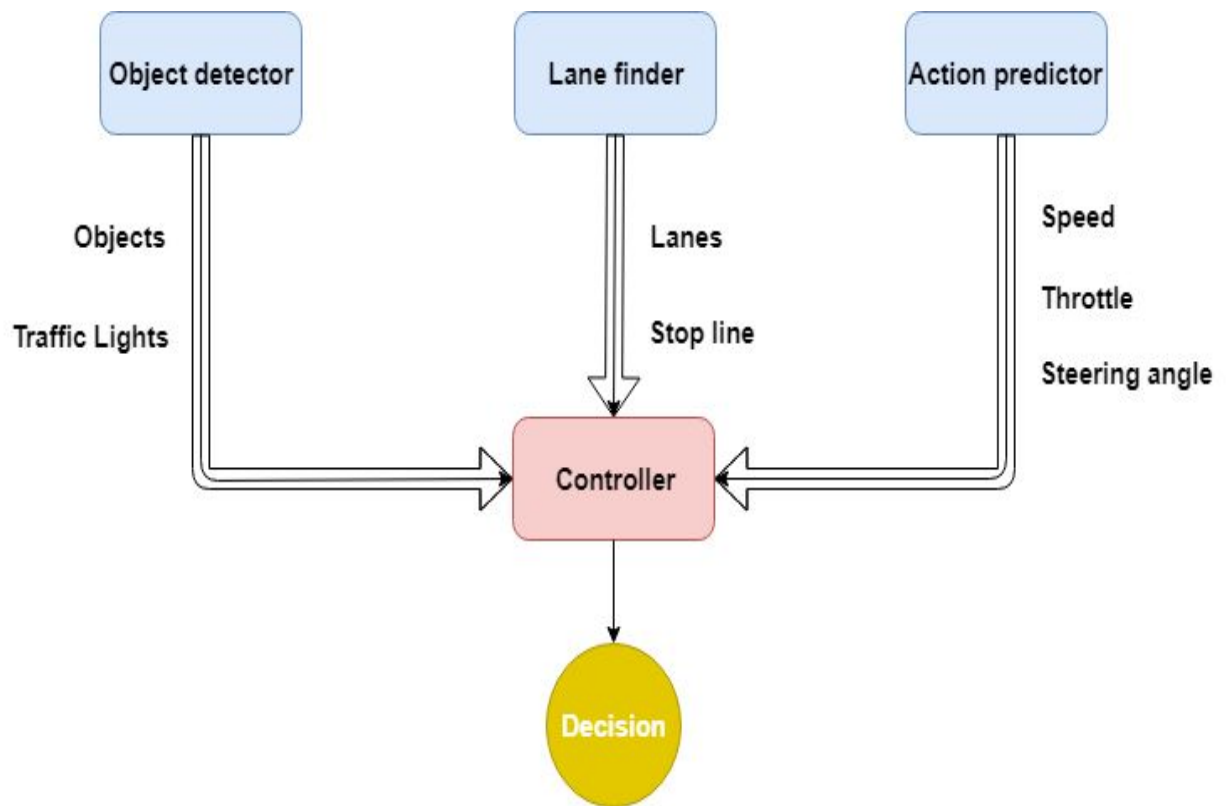 Object detector
Lane finder
Action predictor
Objects
Traffic Lights
Lanes
Stop line
Speed
Throttle
Steering angle
Controller
Decision